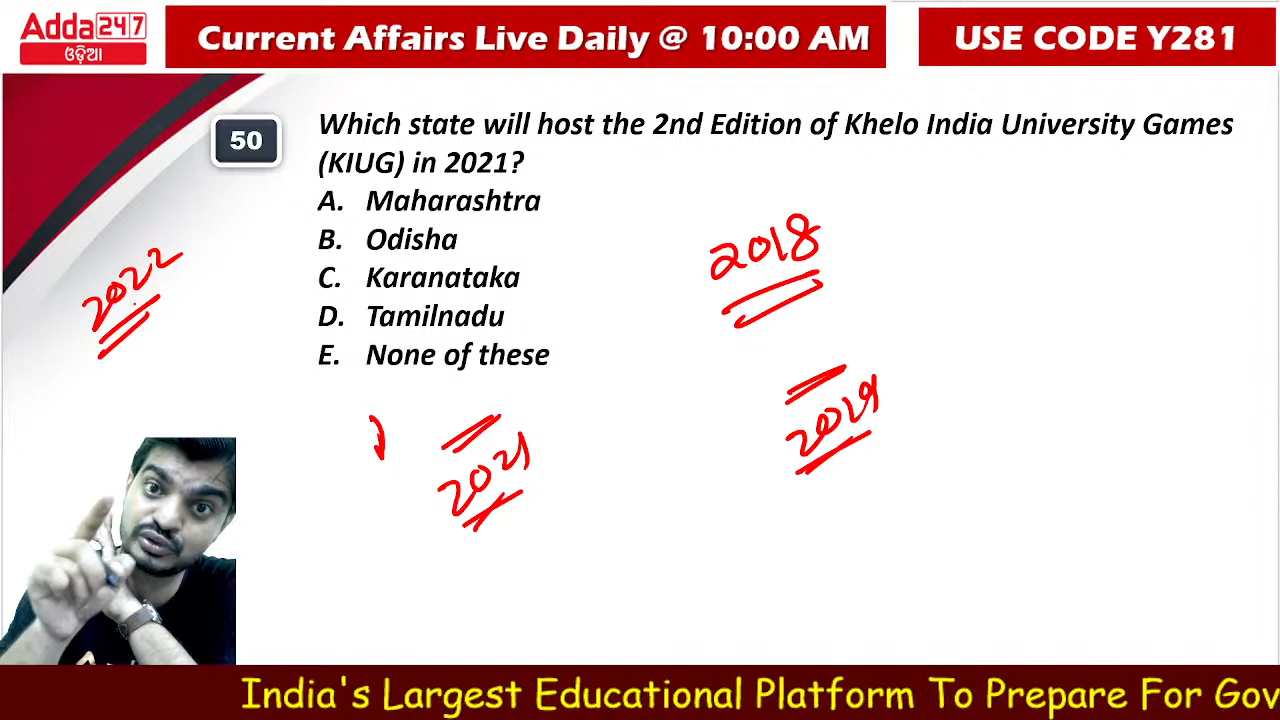 Adda247
ଓଡ଼ିଆ
Current Affairs Live Daily @ 10:00 AM
USE CODE Y281
50
Which state will host the 2nd Edition of Khelo India University Games
(KIUG) in 2021?
A. Maharashtra
B. Odisha
C. Karanataka
D. Tamilnadu
E. None of these
2018
2022
2021
India's Largest Educational Platform To Prepare For Gov